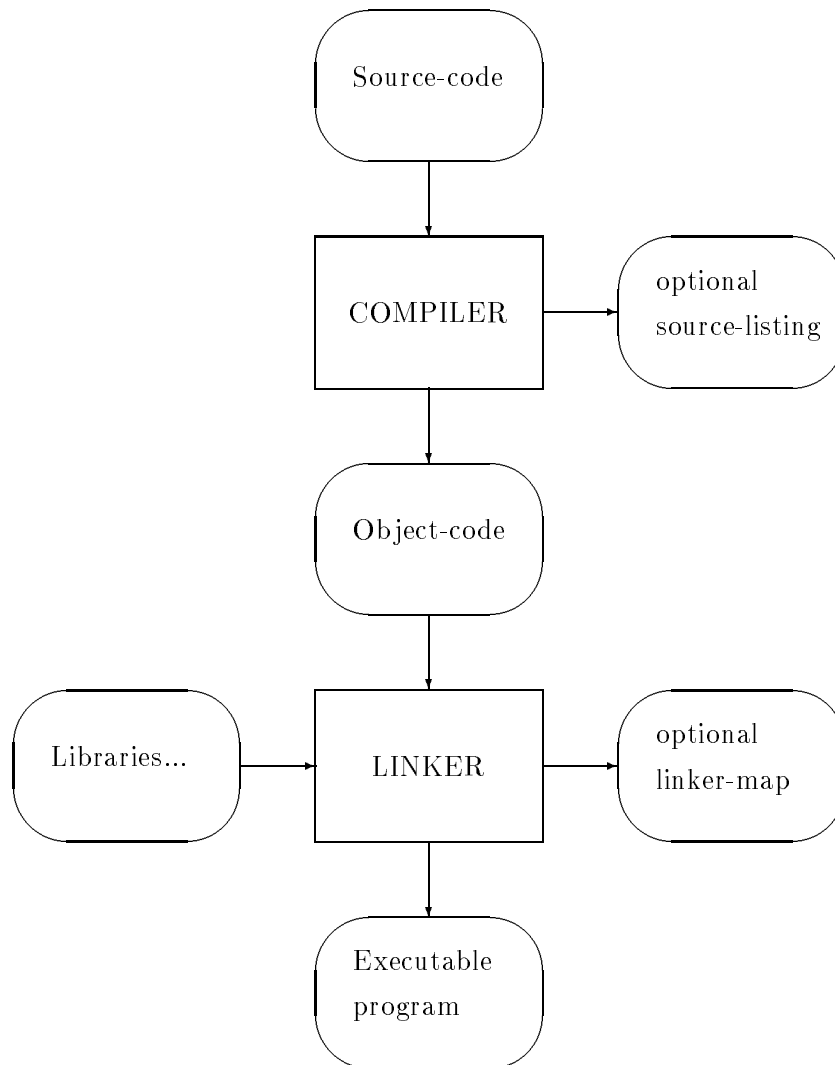 Source-code
COMPILER
optional
source-listing
Object-code
Libraries...
LINKER
optional
linker-map
Executable
program